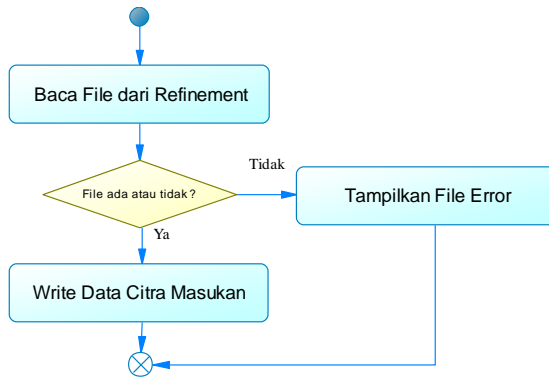 Baca File dari Refinement
Tidak
File ada atau tidak?
Tampilkan File Error
Ya
Write Data Citra Masukan